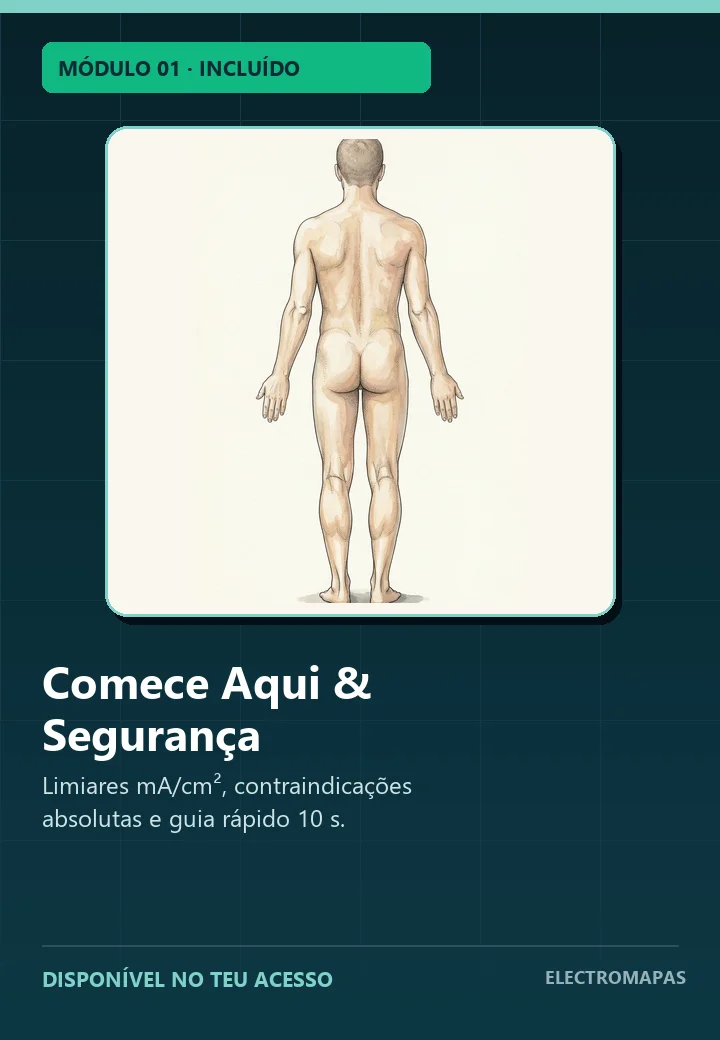 MÓDULO 01 · INCLUÍDO
Comece Aqui &
Segurança
Limiares mA/cm², contraindicações
absolutas e guia rápido 10 s.
DISPONÍVEL NO TEU ACESSO
ELECTROMAPAS